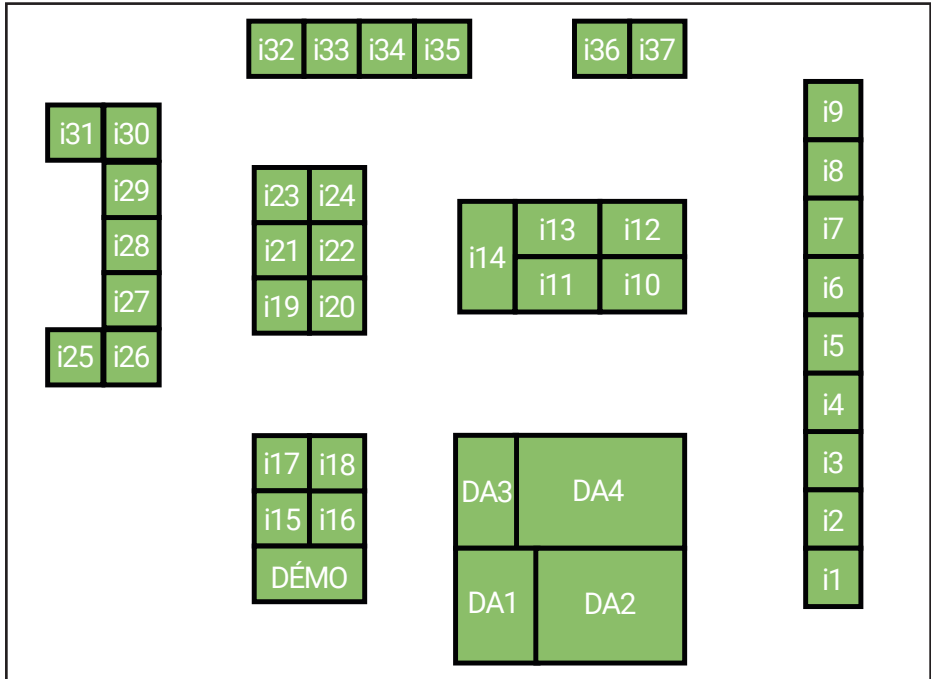 i32 i33 i34 i35 i36 i37
i9
i31 i30
i8
i29
i23 i24
i7
i13 i12
i28
i21 i22
i14
i6
i11 i10
i27
i19 i20
i5
i25 i26
i4
i17 i18
i3
DA3 DA4
i15 i16
i2
DÉMO
i1
DA1 DA2